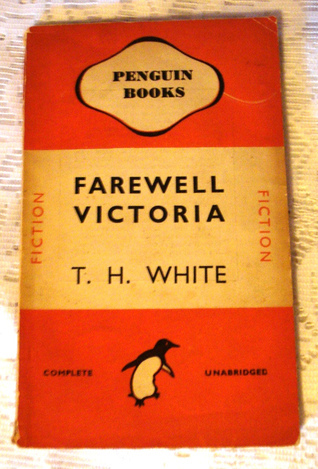 PENGUIN
BOOKS
FAREWELL
VICTORIA
FICTION
FICTION
T. H. WHITE
COMPLETE
UNABRIDGED